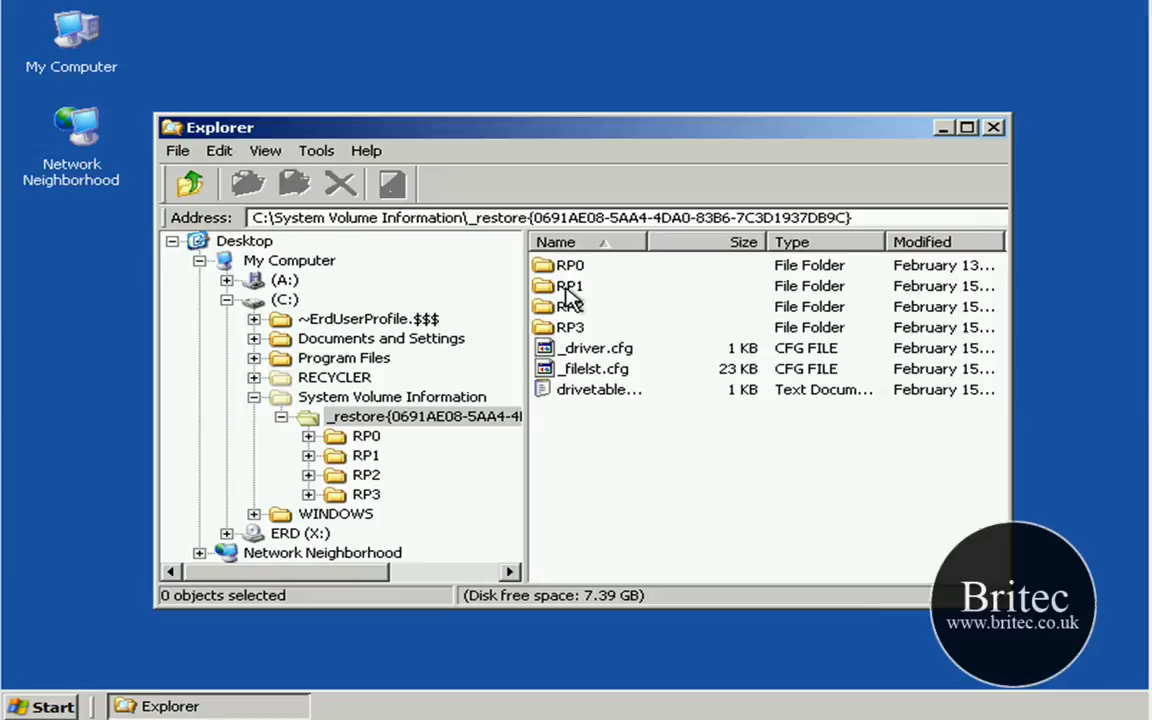 My Computer
Network
Neighborhood
Explorer
File Edit View Tools Help
Address: C:\System Volume Information\_restore{0691AE08-5AA4-4DA0-83B6-7C3D1937DB9C}
Desktop
My Computer
(A:)
(C:)
~ErdUserProfile.$$$
Documents and Settings
Program Files
RECYCLER
System Volume Information
_restore{0691AE08-5AA4-4
RP0
RP1
RP2
RP3
WINDOWS
ERD (X:)
Network Neighborhood
Name Size Type Modified
RP0 File Folder February 13...
RP1 File Folder February 15...
RP2 File Folder February 15...
RP3 File Folder February 15...
_driver.cfg 1 KB CFG FILE February 15...
_filelst.cfg 23 KB CFG FILE February 15...
drivetable... 1 KB Text Docum... February 15...
0 objects selected (Disk free space: 7.39 GB)
Britec
www.britec.co.uk
Start Explorer